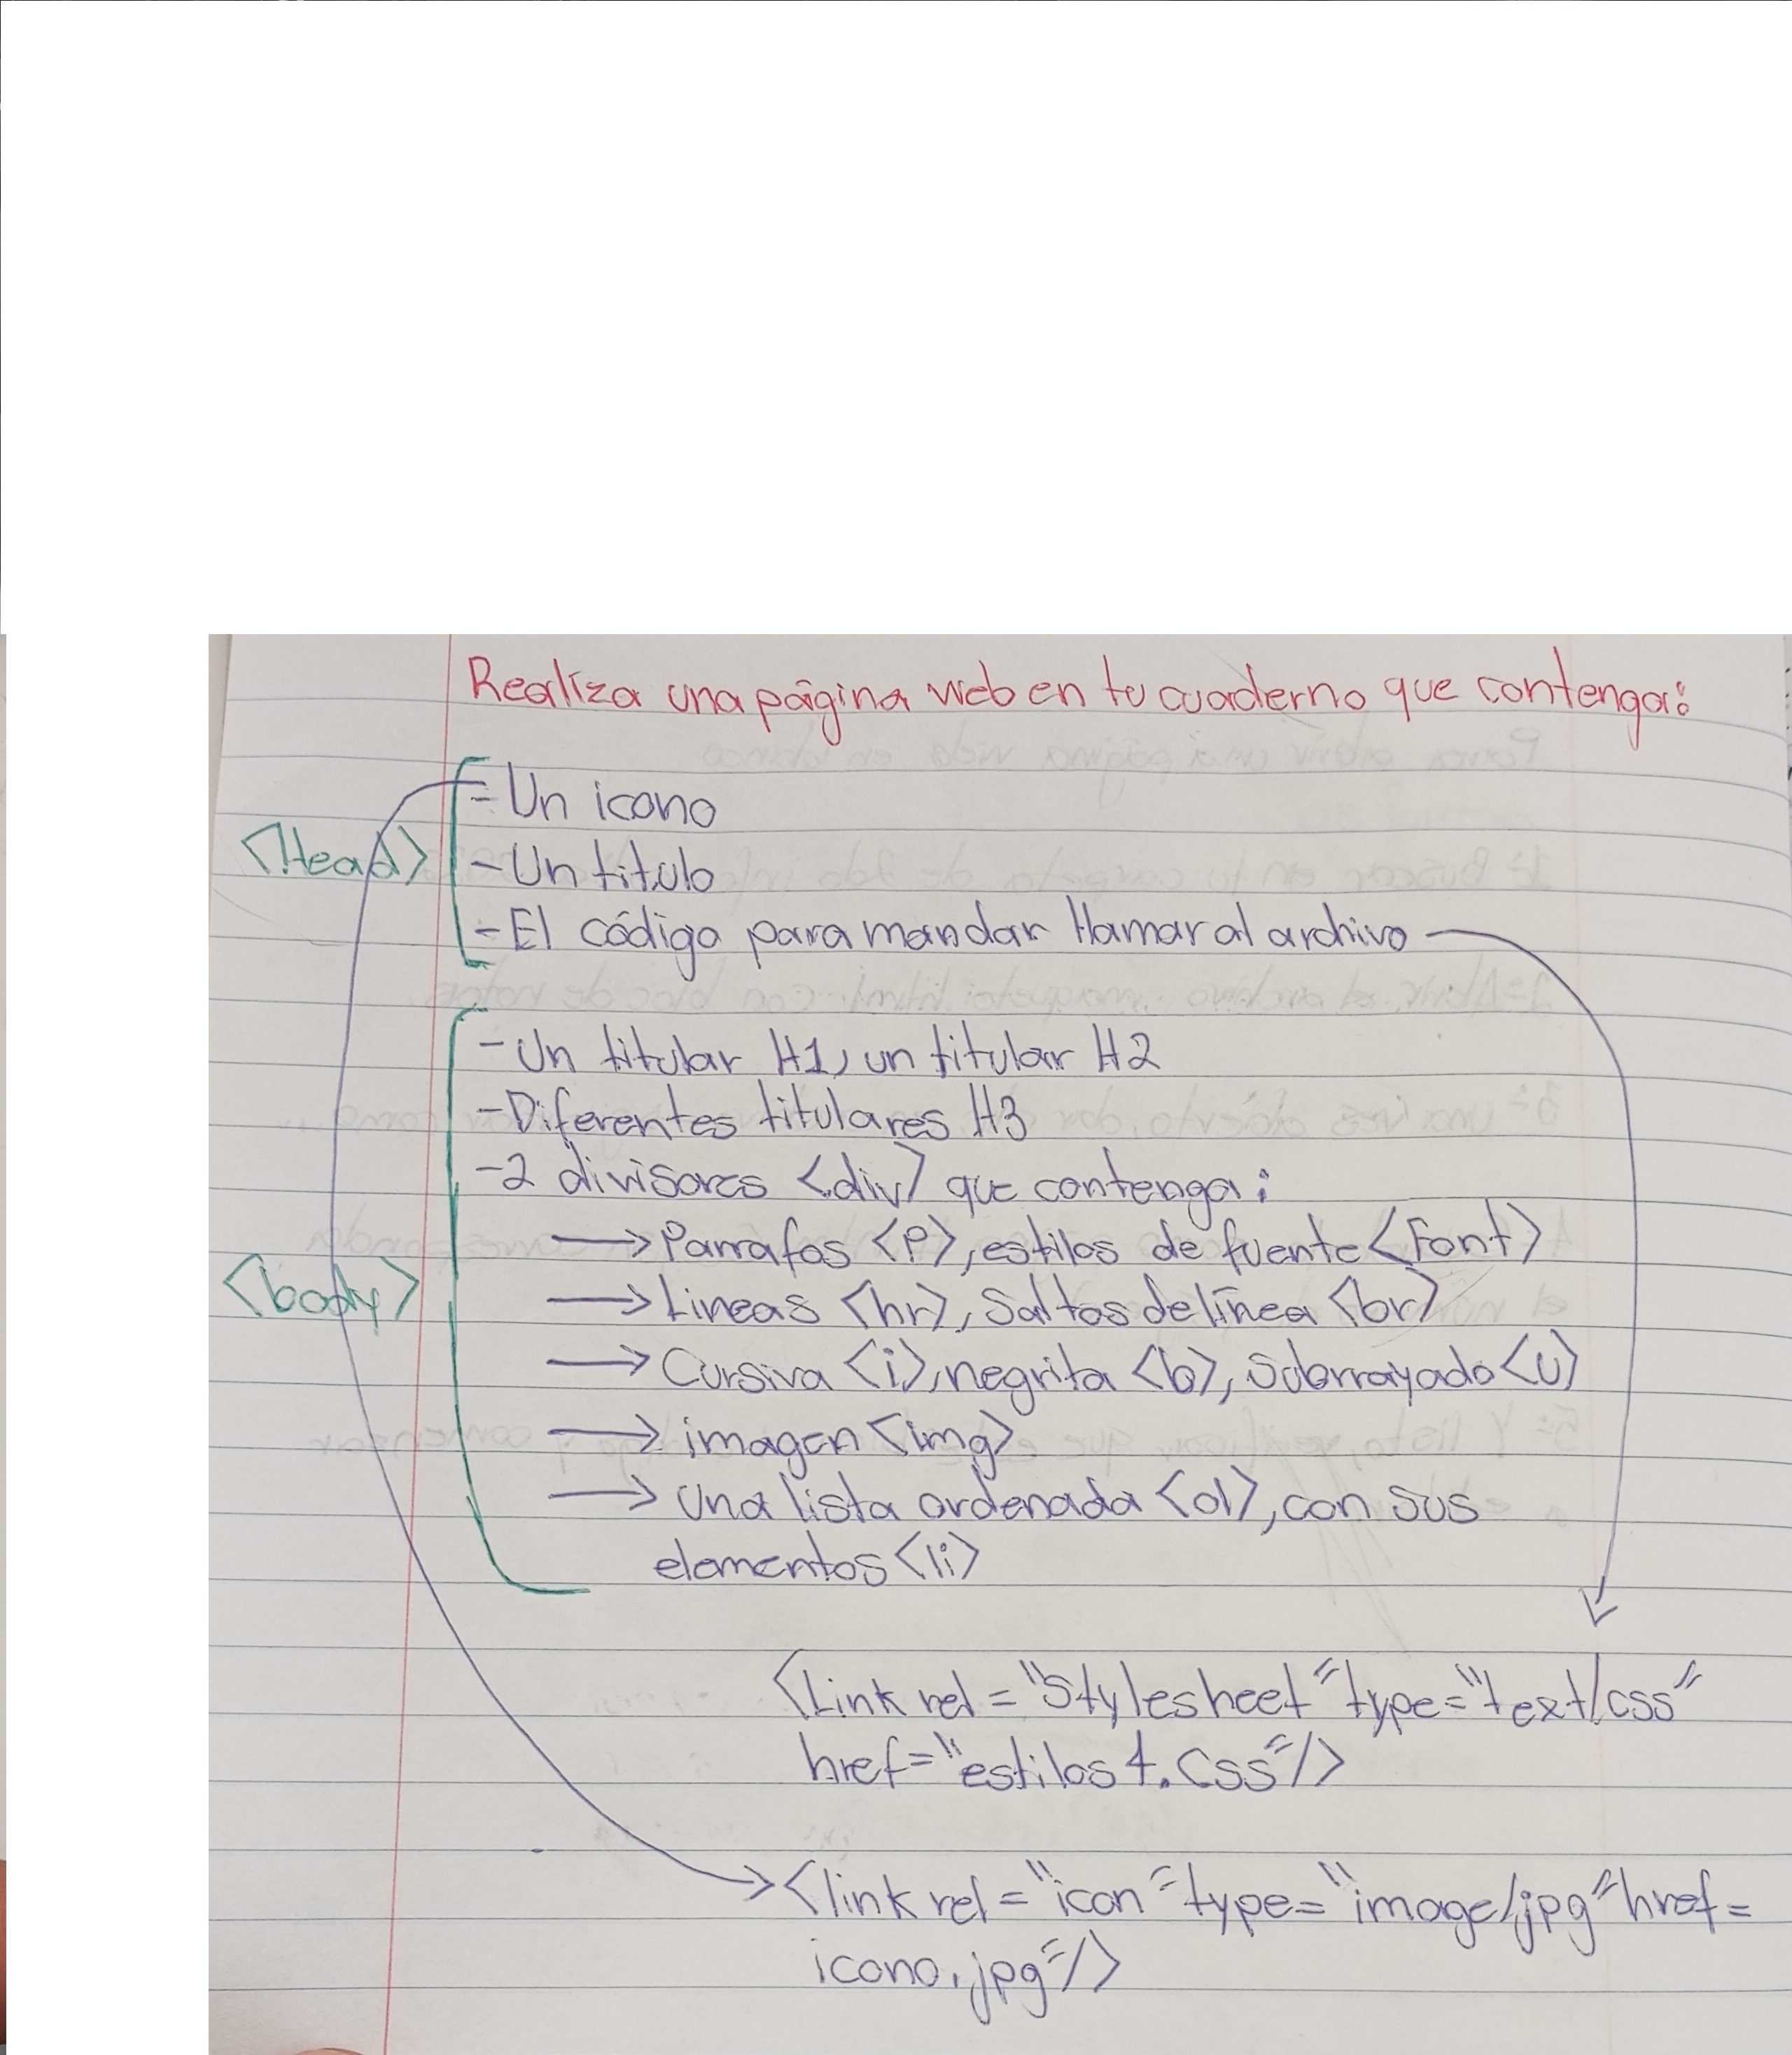 Realiza una página web en tu cuaderno que contenga:
- Un icono
<Head>
- Un titulo
- El código para mandar llamar al archivo
- Un titular H1, un titular H2
- Diferentes titulares H3
- 2 divisores <div> que contenga:
→ Parrafos <P>, estilos de fuente <Font>
<body>
→ Lineas <hr>, Saltos de línea <br>
→ Cursiva <i>, negrita <b>, Subrrayado <U>
→ imagen <img>
→ Una lista ordenada <ol>, con sus
elementos <li>
<Link rel = "Stylesheet" type="text/css"
href="estilos4.css"/>
<link rel = "icon" type= "image/jpg" href=
icono.jpg"/>